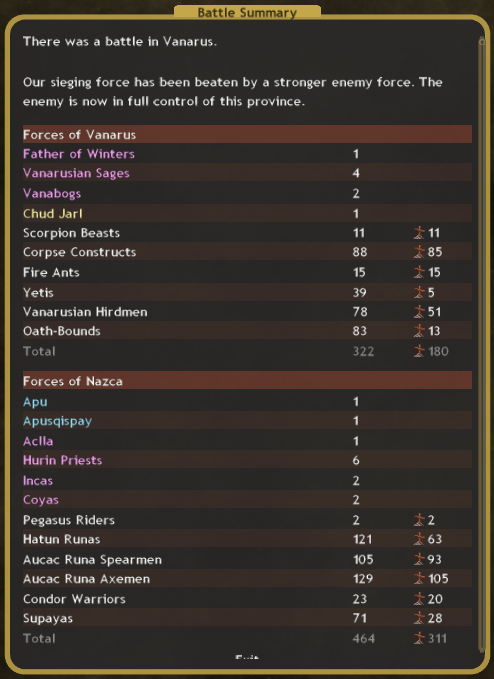 Battle Summary
There was a battle in Vanarus.
Our sieging force has been beaten by a stronger enemy force. The
enemy is now in full control of this province.
Forces of Vanarus
Father of Winters 1
Vanarusian Sages 4
Vanabogs 2
Chud Jarl 1
Scorpion Beasts 11 11
Corpse Constructs 88 85
Fire Ants 15 15
Yetis 39 5
Vanarusian Hirdmen 78 51
Oath-Bounds 83 13
Total 322 180
Forces of Nazca
Apu 1
Apusqispay 1
Aclla 1
Hurin Priests 6
Incas 2
Coyas 2
Pegasus Riders 2 2
Hatun Runas 121 63
Aucac Runa Spearmen 105 93
Aucac Runa Axemen 129 105
Condor Warriors 23 20
Supayas 71 28
Total 464 311